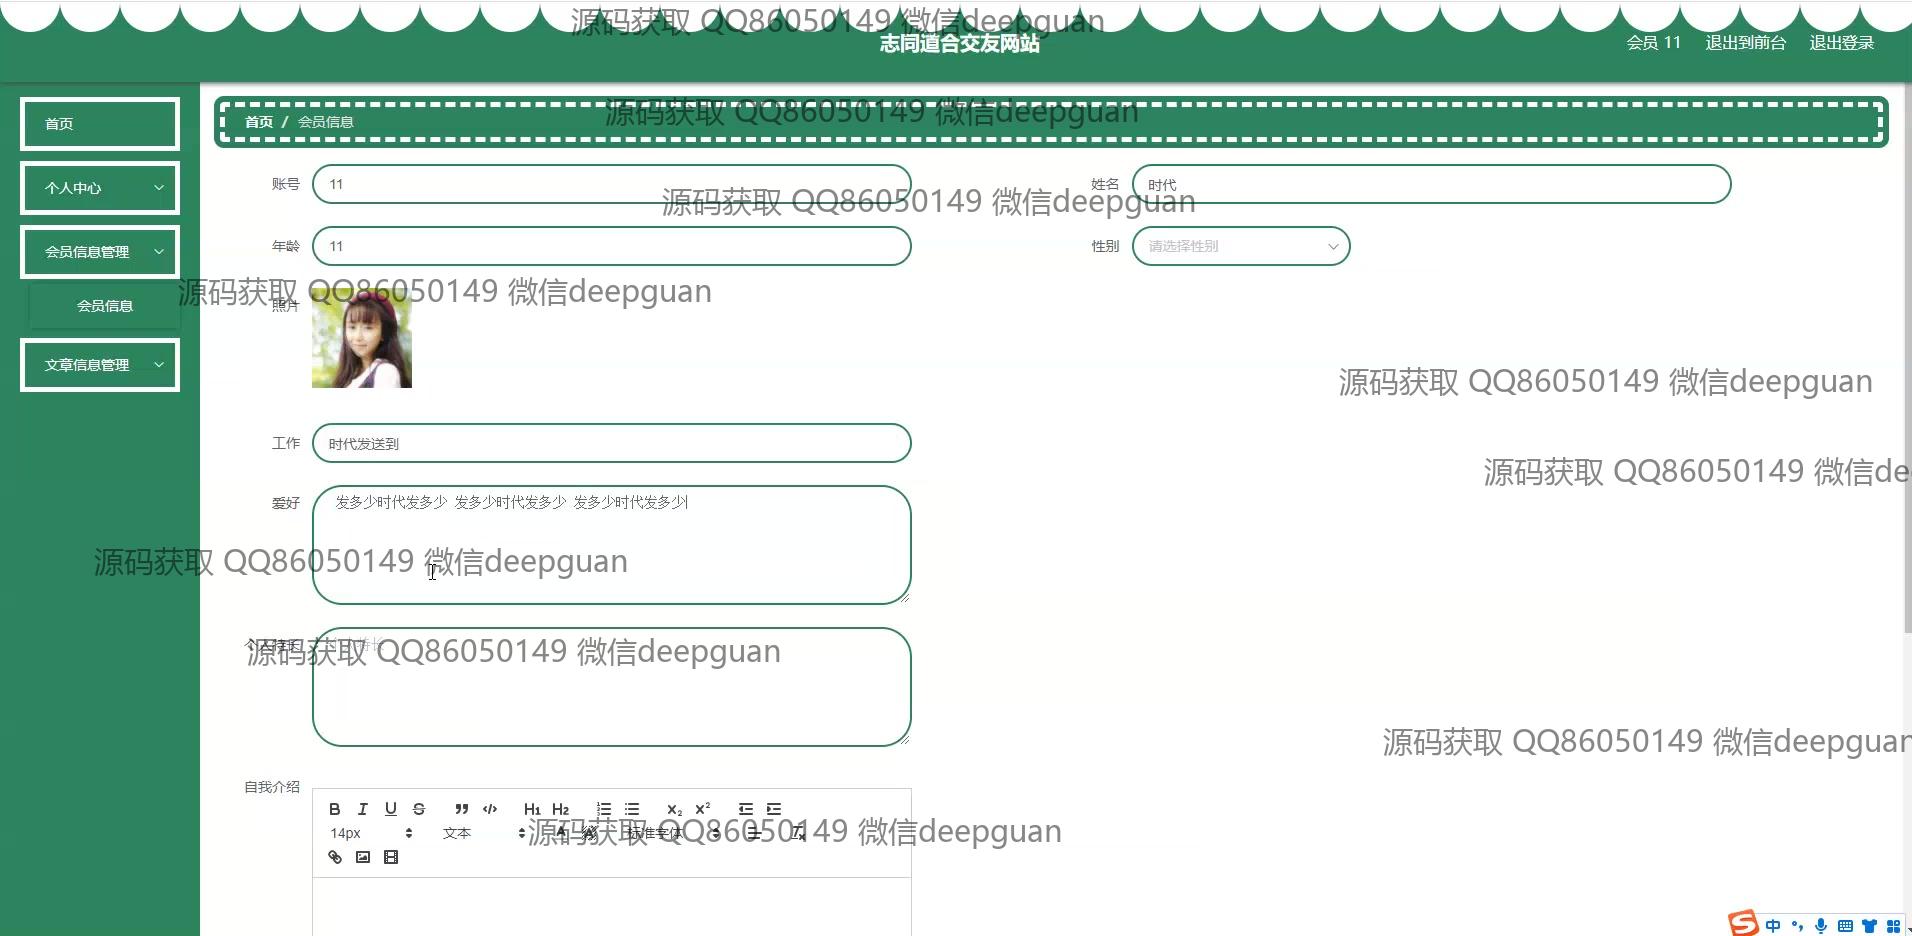 源码获取 QQ86050149 微信deepguan
志同道合交友网站
会员 11 退出到前台 退出登录
首页
首页 / 会员信息
源码获取 QQ86050149 微信deepguan
个人中心
账号 11
姓名 时代
源码获取 QQ86050149 微信deepguan
会员信息管理
年龄 11
性别 请选择性别
源码获取 QQ86050149 微信deepguan
会员信息
照片
文章信息管理
源码获取 QQ86050149 微信deepguan
工作 时代发送到
源码获取 QQ86050149 微信de
爱好 发多少时代发多少 发多少时代发多少 发多少时代发多少
源码获取 QQ86050149 微信deepguan
个人特长 个人特长
源码获取 QQ86050149 微信deepguan
源码获取 QQ86050149 微信deepguan
自我介绍
B I U S H1 H2 X2 X2
14px 文本 A A 标准字体 Tx
源码获取 QQ86050149 微信deepguan
S 中